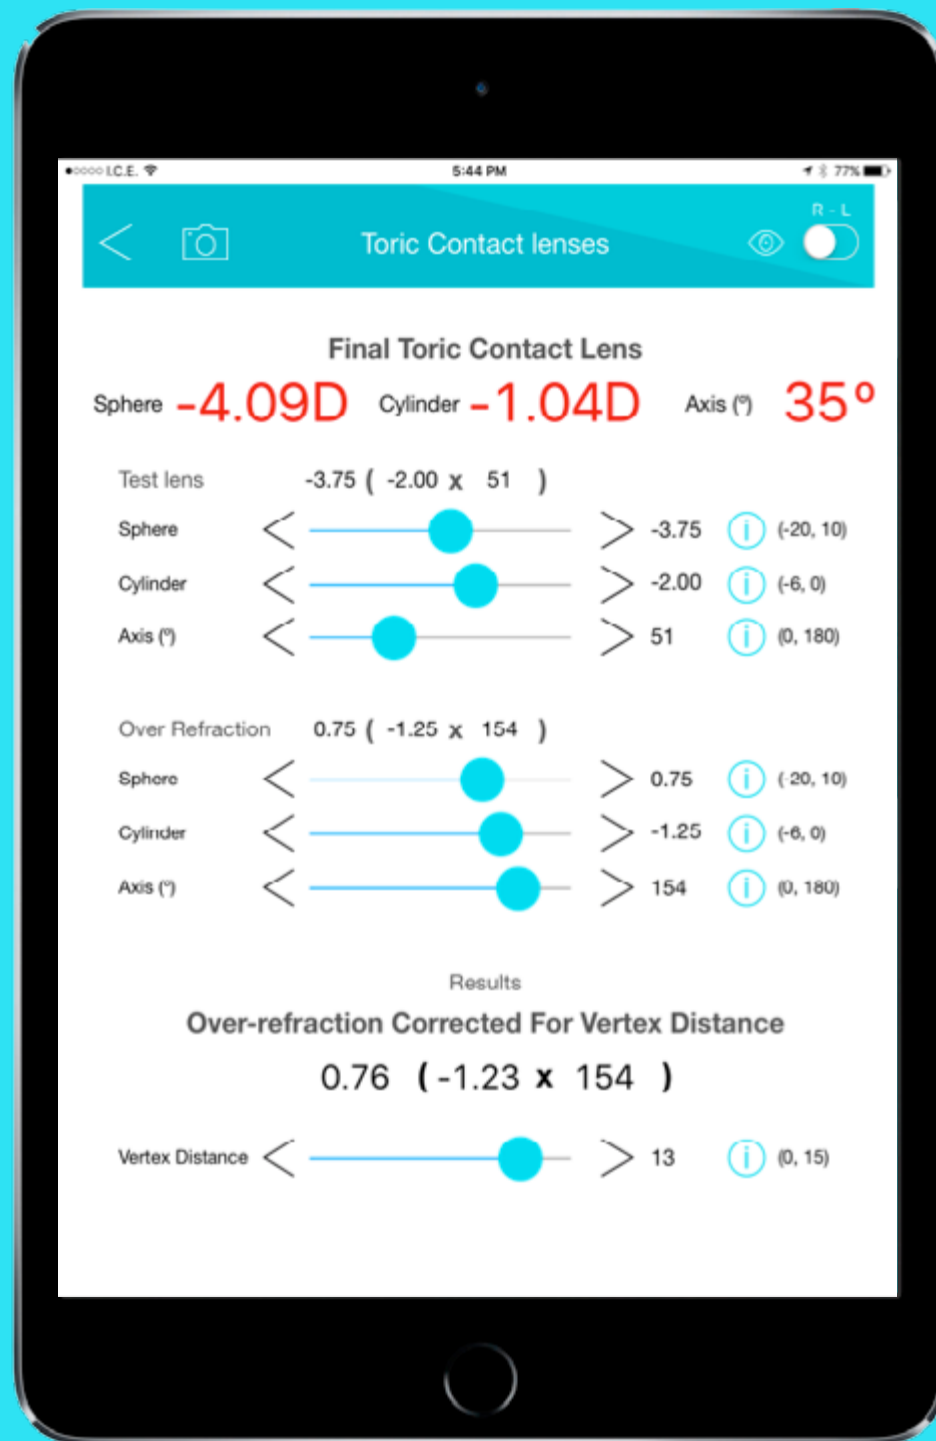 I.C.E. 5:44 PM 77%
R - L
Toric Contact lenses
Final Toric Contact Lens
Sphere -4.09D Cylinder -1.04D Axis (º) 35º
Test lens -3.75 ( -2.00 x 51 )
Sphere -3.75 i (-20, 10)
Cylinder -2.00 i (-6, 0)
Axis (º) 51 i (0, 180)
Over Refraction 0.75 ( -1.25 x 154 )
Sphere 0.75 i (-20, 10)
Cylinder -1.25 i (-6, 0)
Axis (º) 154 i (0, 180)
Results
Over-refraction Corrected For Vertex Distance
0.76 ( -1.23 x 154 )
Vertex Distance 13 i (0, 15)